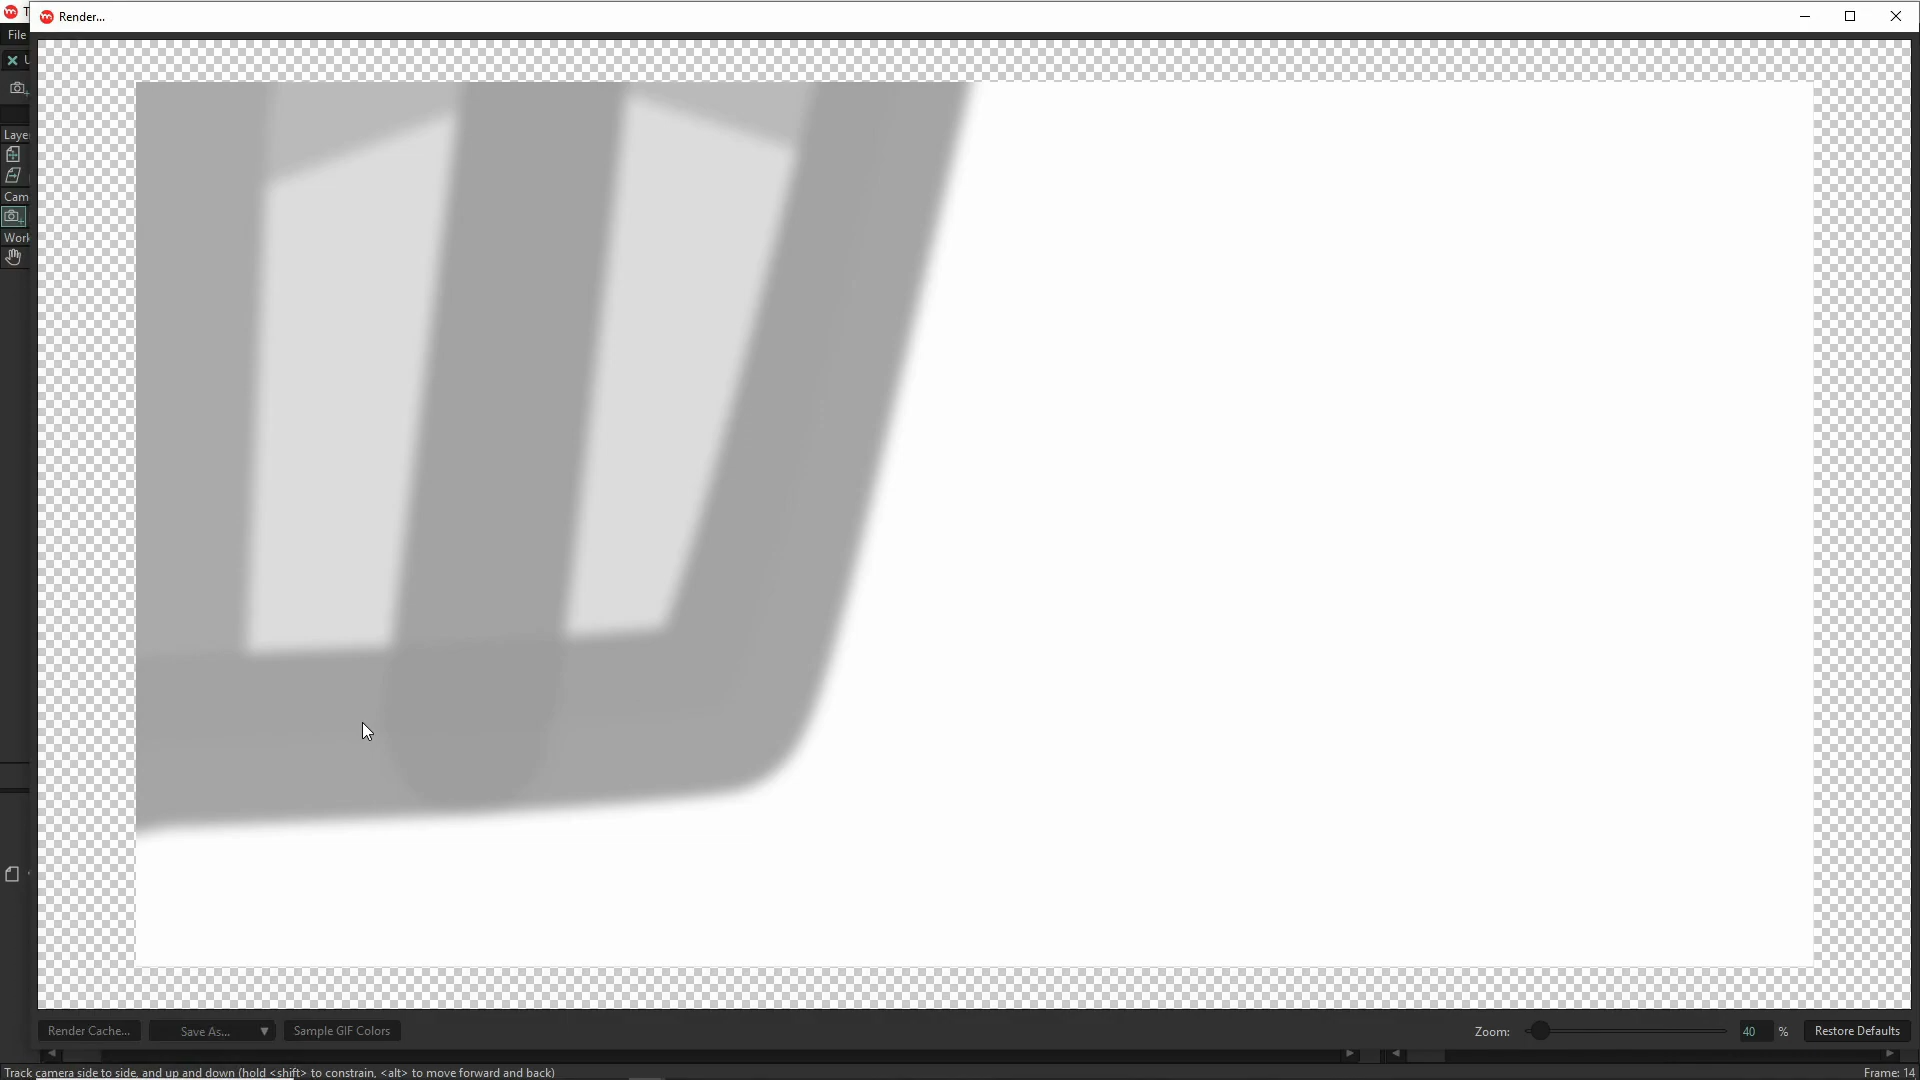 Render...
File
Laye
Cam
Work
Render Cache...
Save As...
Sample GIF Colors
Zoom:
40
%
Restore Defaults
Track camera side to side, and up and down (hold <shift> to constrain, <alt> to move forward and back)
Frame: 14